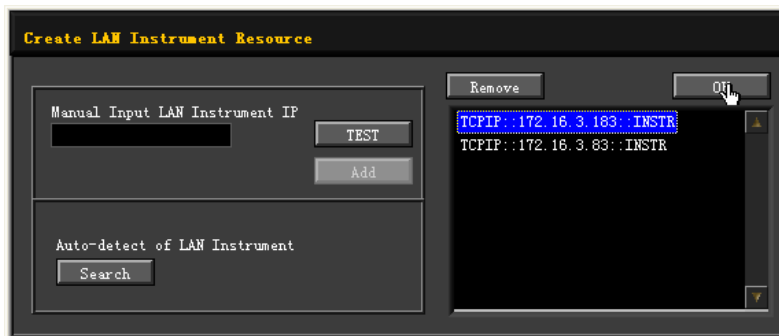 Create LAN Instrument Resource
Remove
Manual Input LAN Instrument IP
TEST
Add
TCPIP::172.16.3.183::INSTR
TCPIP::172.16.3.83::INSTR
Auto-detect of LAN Instrument
Search